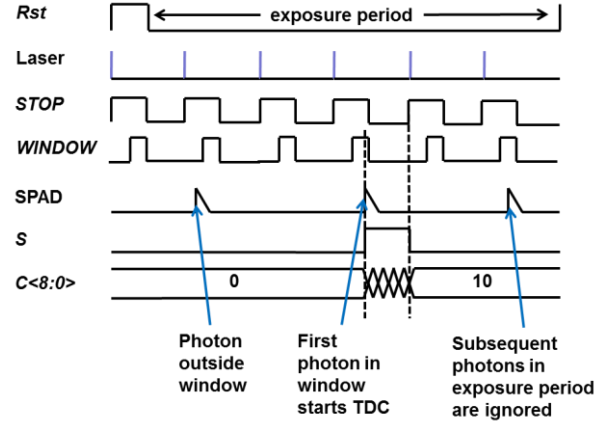 Rst
exposure period
Laser
STOP
WINDOW
SPAD
S
C<8:0>
0
10
Photon
outside
window
First
photon in
window
starts TDC
Subsequent
photons in
exposure period
are ignored